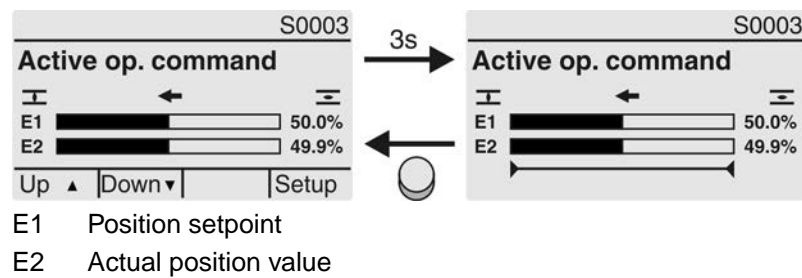 S0003
Active op. command
E1 50.0%
E2 49.9%
Up ▲ Down ▼ Setup
3s
S0003
Active op. command
E1 50.0%
E2 49.9%
E1 Position setpoint
E2 Actual position value